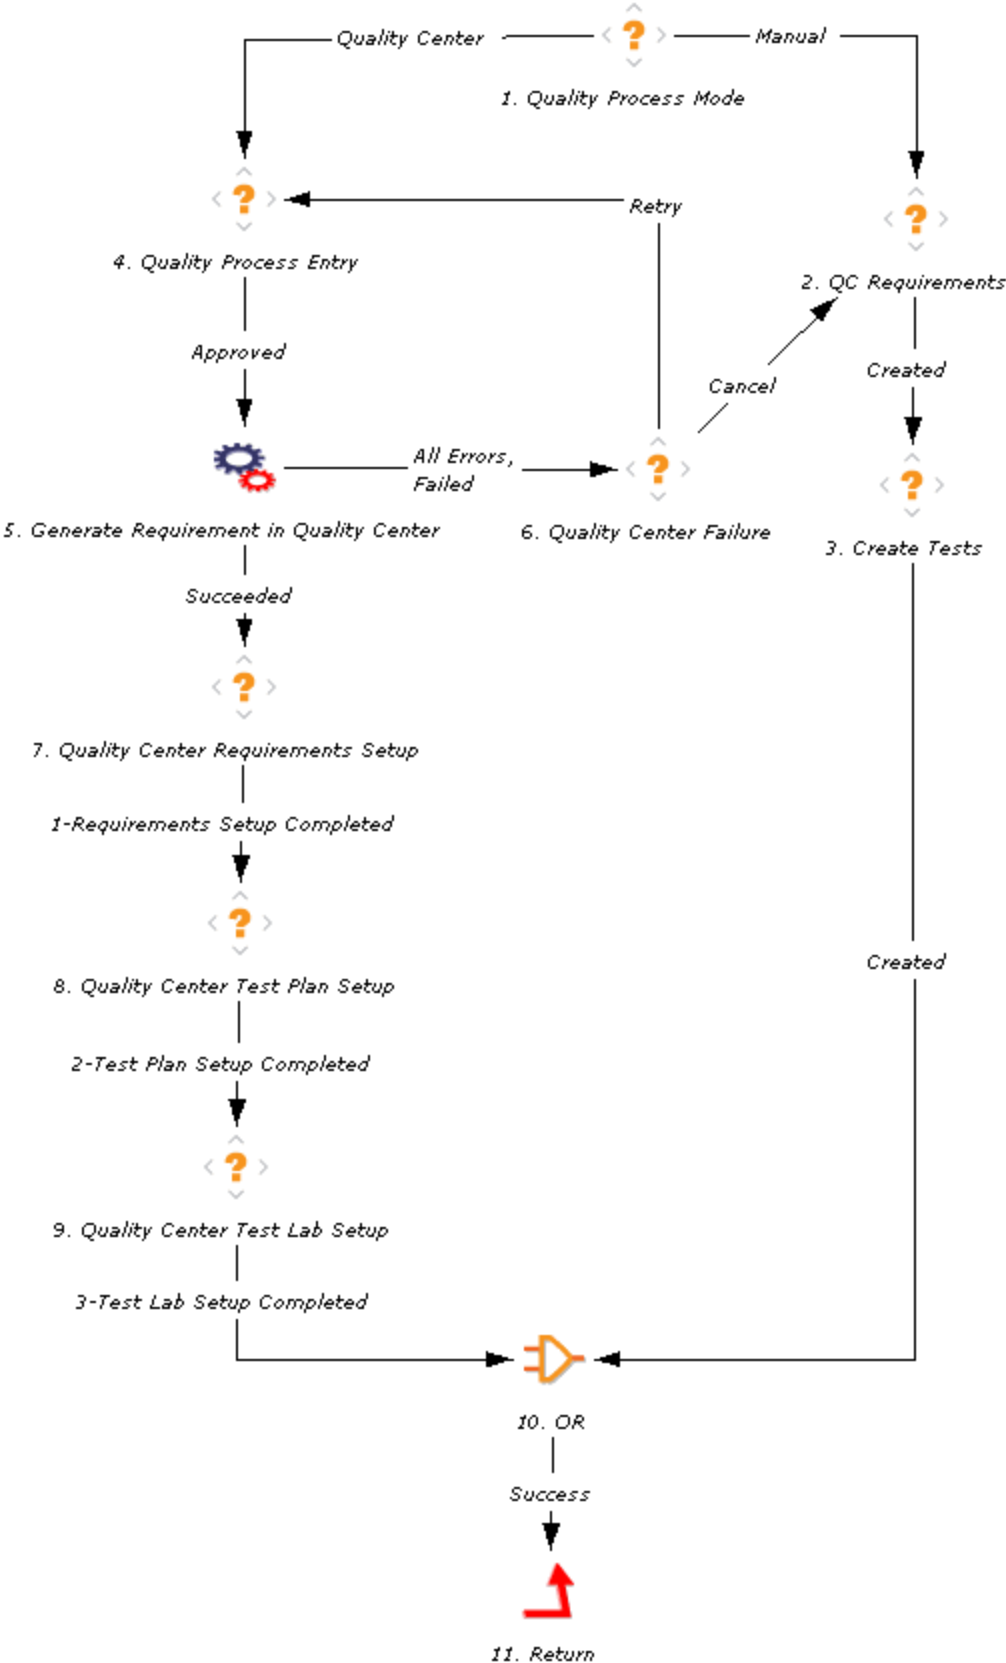 Quality Center
Manual
1. Quality Process Mode
Retry
4. Quality Process Entry
2. QC Requirements
Approved
Created
Cancel
All Errors,
Failed
5. Generate Requirement in Quality Center
6. Quality Center Failure
3. Create Tests
Succeeded
7. Quality Center Requirements Setup
1-Requirements Setup Completed
Created
8. Quality Center Test Plan Setup
2-Test Plan Setup Completed
9. Quality Center Test Lab Setup
3-Test Lab Setup Completed
10. OR
Success
11. Return